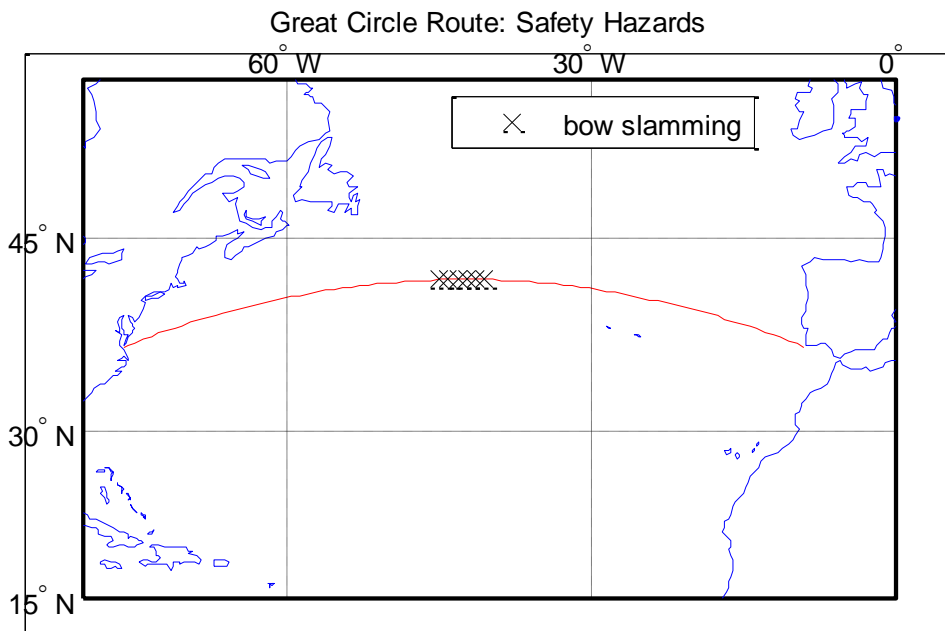 Great Circle Route: Safety Hazards
60° W 30° W 0°
bow slamming
45° N
30° N
15° N